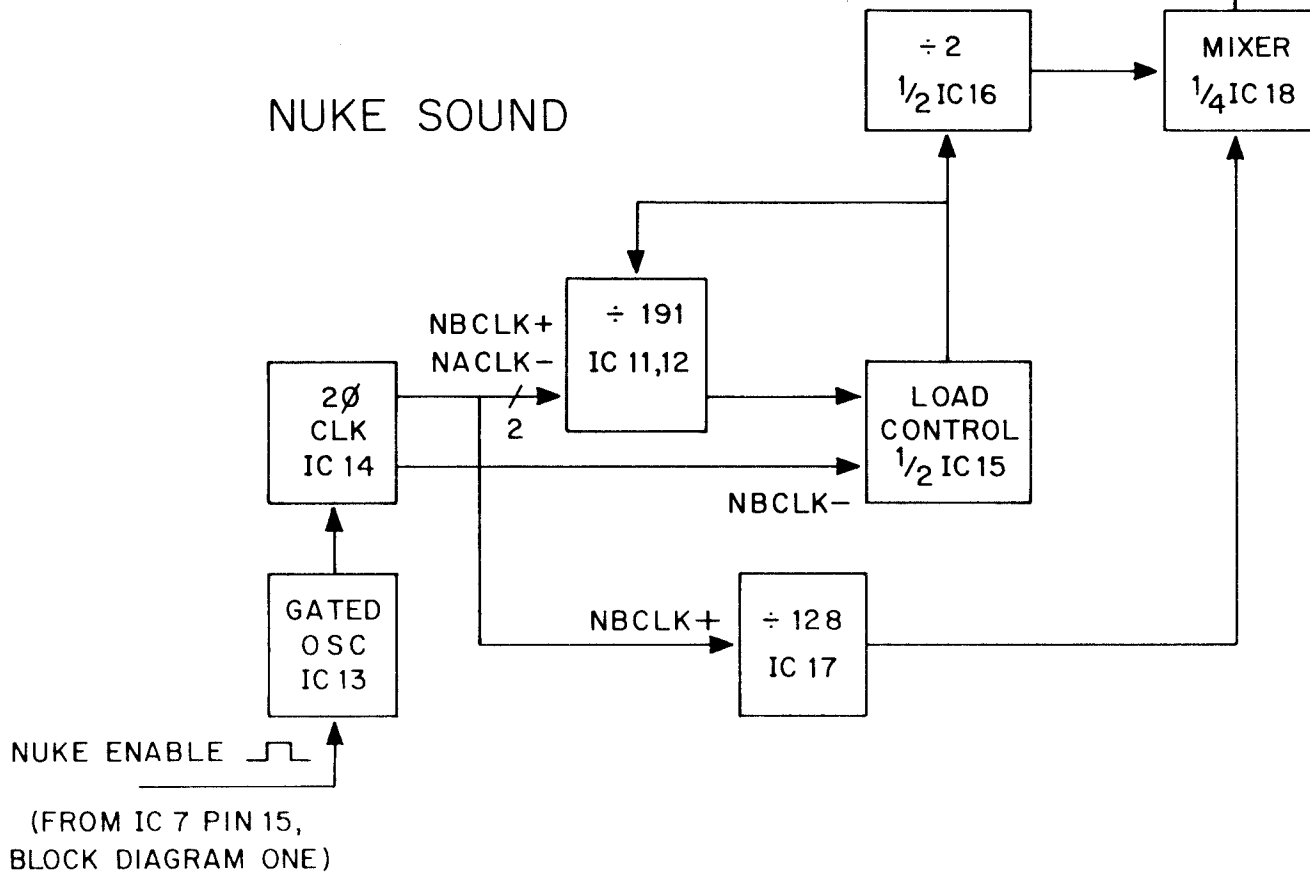 ÷ 2
1/2 IC 16
MIXER
1/4 IC 18
NUKE SOUND
÷ 191
IC 11,12
NBCLK+
NACLK−
2
2Ø
CLK
IC 14
LOAD
CONTROL
1/2 IC 15
NBCLK−
GATED
OSC
IC 13
NBCLK+
÷ 128
IC 17
NUKE ENABLE
(FROM IC 7 PIN 15,
BLOCK DIAGRAM ONE)